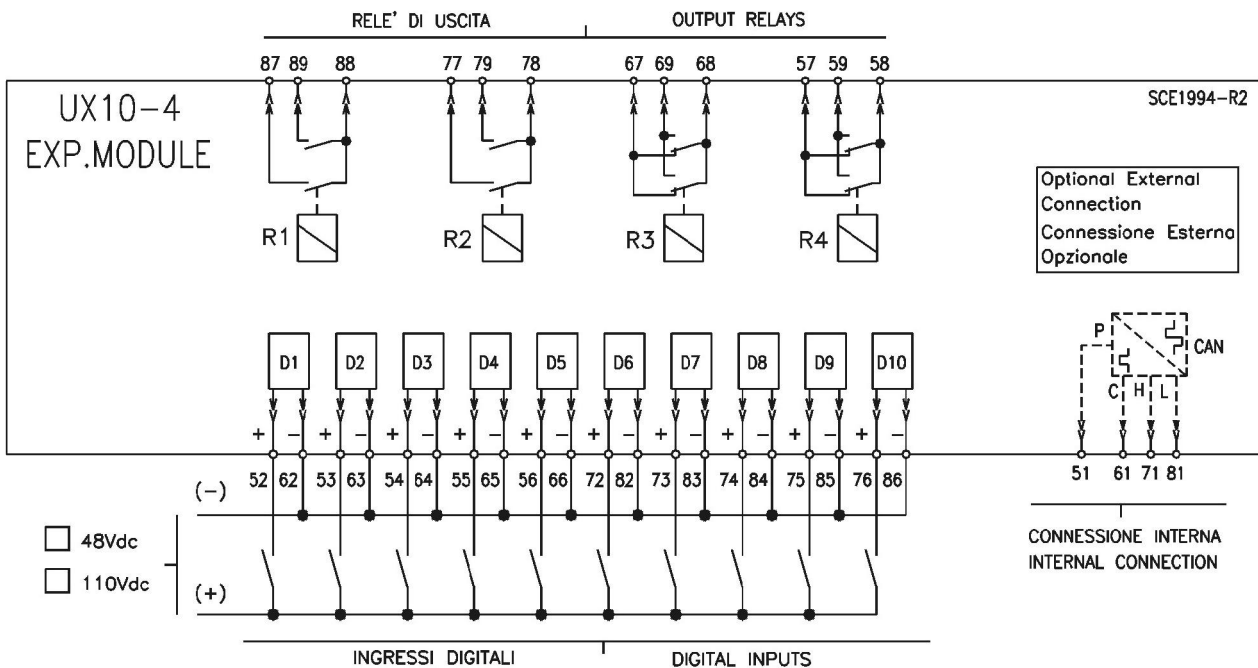 RELE' DI USCITA OUTPUT RELAYS
87 89 88 77 79 78 67 69 68 57 59 58
UX10-4
EXP.MODULE
SCE1994-R2
Optional External
Connection
Connessione Esterna
Opzionale
R1 R2 R3 R4
D1 D2 D3 D4 D5 D6 D7 D8 D9 D10
P CAN
C H L
+ − + − + − + − + − + − + − + − + − + −
52 62 53 63 54 64 55 65 56 66 72 82 73 83 74 84 75 85 76 86
51 61 71 81
(-)
48Vdc
110Vdc
(+)
CONNESSIONE INTERNA
INTERNAL CONNECTION
INGRESSI DIGITALI DIGITAL INPUTS